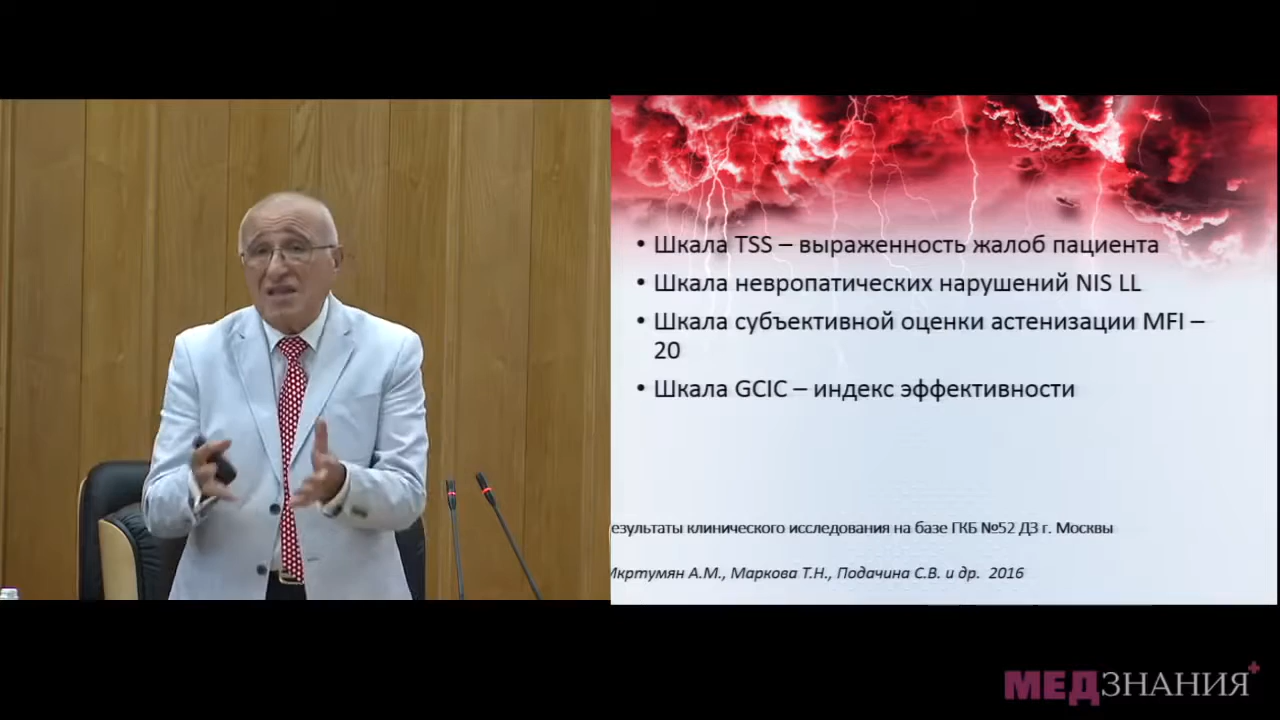 • Шкала TSS – выраженность жалоб пациента
• Шкала невропатических нарушений NIS LL
• Шкала субъективной оценки астенизации MFI –
20
• Шкала GCIC – индекс эффективности
езультаты клинического исследования на базе ГКБ №52 ДЗ г. Москвы
Мкртумян А.М., Маркова Т.Н., Подачина С.В. и др. 2016
МЕДЗНАНИЯ+